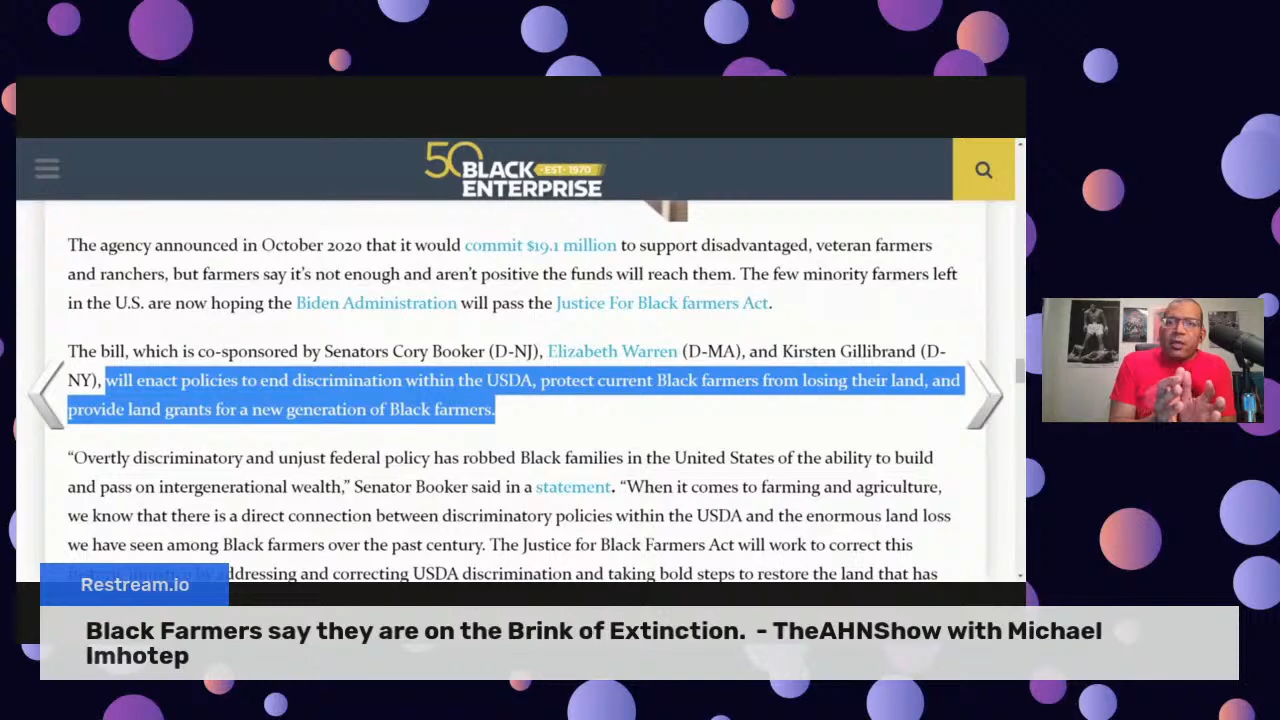 50
BLACK
EST· 1970
ENTERPRISE
The agency announced in October 2020 that it would commit $19.1 million to support disadvantaged, veteran farmers
and ranchers, but farmers say it's not enough and aren't positive the funds will reach them. The few minority farmers left
in the U.S. are now hoping the Biden Administration will pass the Justice For Black farmers Act.
The bill, which is co-sponsored by Senators Cory Booker (D-NJ), Elizabeth Warren (D-MA), and Kirsten Gillibrand (D-
NY), will enact policies to end discrimination within the USDA, protect current Black farmers from losing their land, and
provide land grants for a new generation of Black farmers.
“Overtly discriminatory and unjust federal policy has robbed Black families in the United States of the ability to build
and pass on intergenerational wealth,” Senator Booker said in a statement. “When it comes to farming and agriculture,
we know that there is a direct connection between discriminatory policies within the USDA and the enormous land loss
we have seen among Black farmers over the past century. The Justice for Black Farmers Act will work to correct this
addressing and correcting USDA discrimination and taking bold steps to restore the land that has
Restream.io
Black Farmers say they are on the Brink of Extinction. - TheAHNShow with Michael
Imhotep